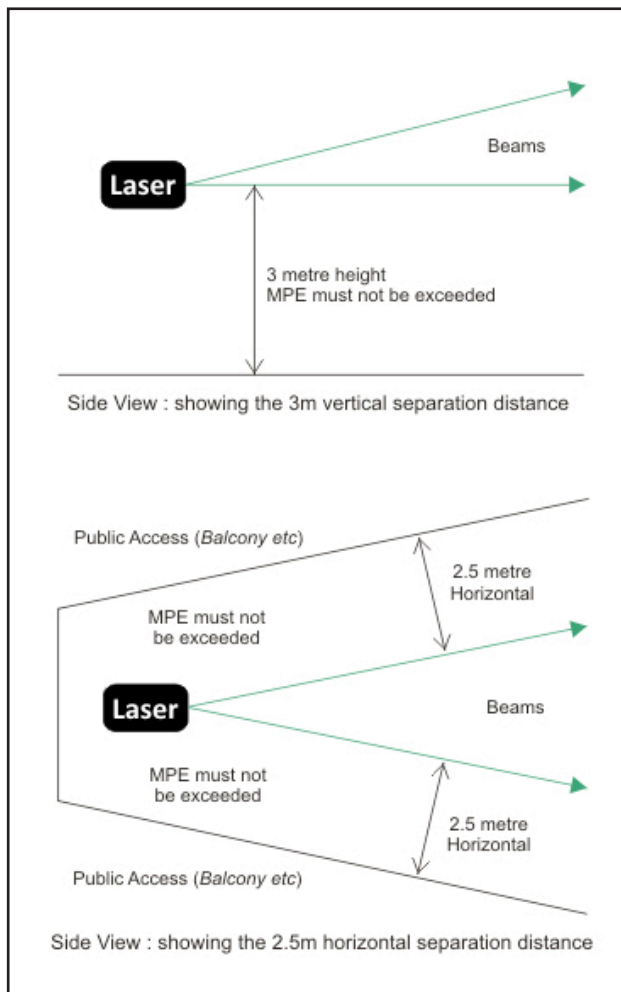 Beams
Laser
3 metre height
MPE must not be exceeded
Side View : showing the 3m vertical separation distance
Public Access (Balcony etc)
2.5 metre
Horizontal
MPE must not
be exceeded
Laser
Beams
MPE must not
be exceeded
2.5 metre
Horizontal
Public Access (Balcony etc)
Side View : showing the 2.5m horizontal separation distance